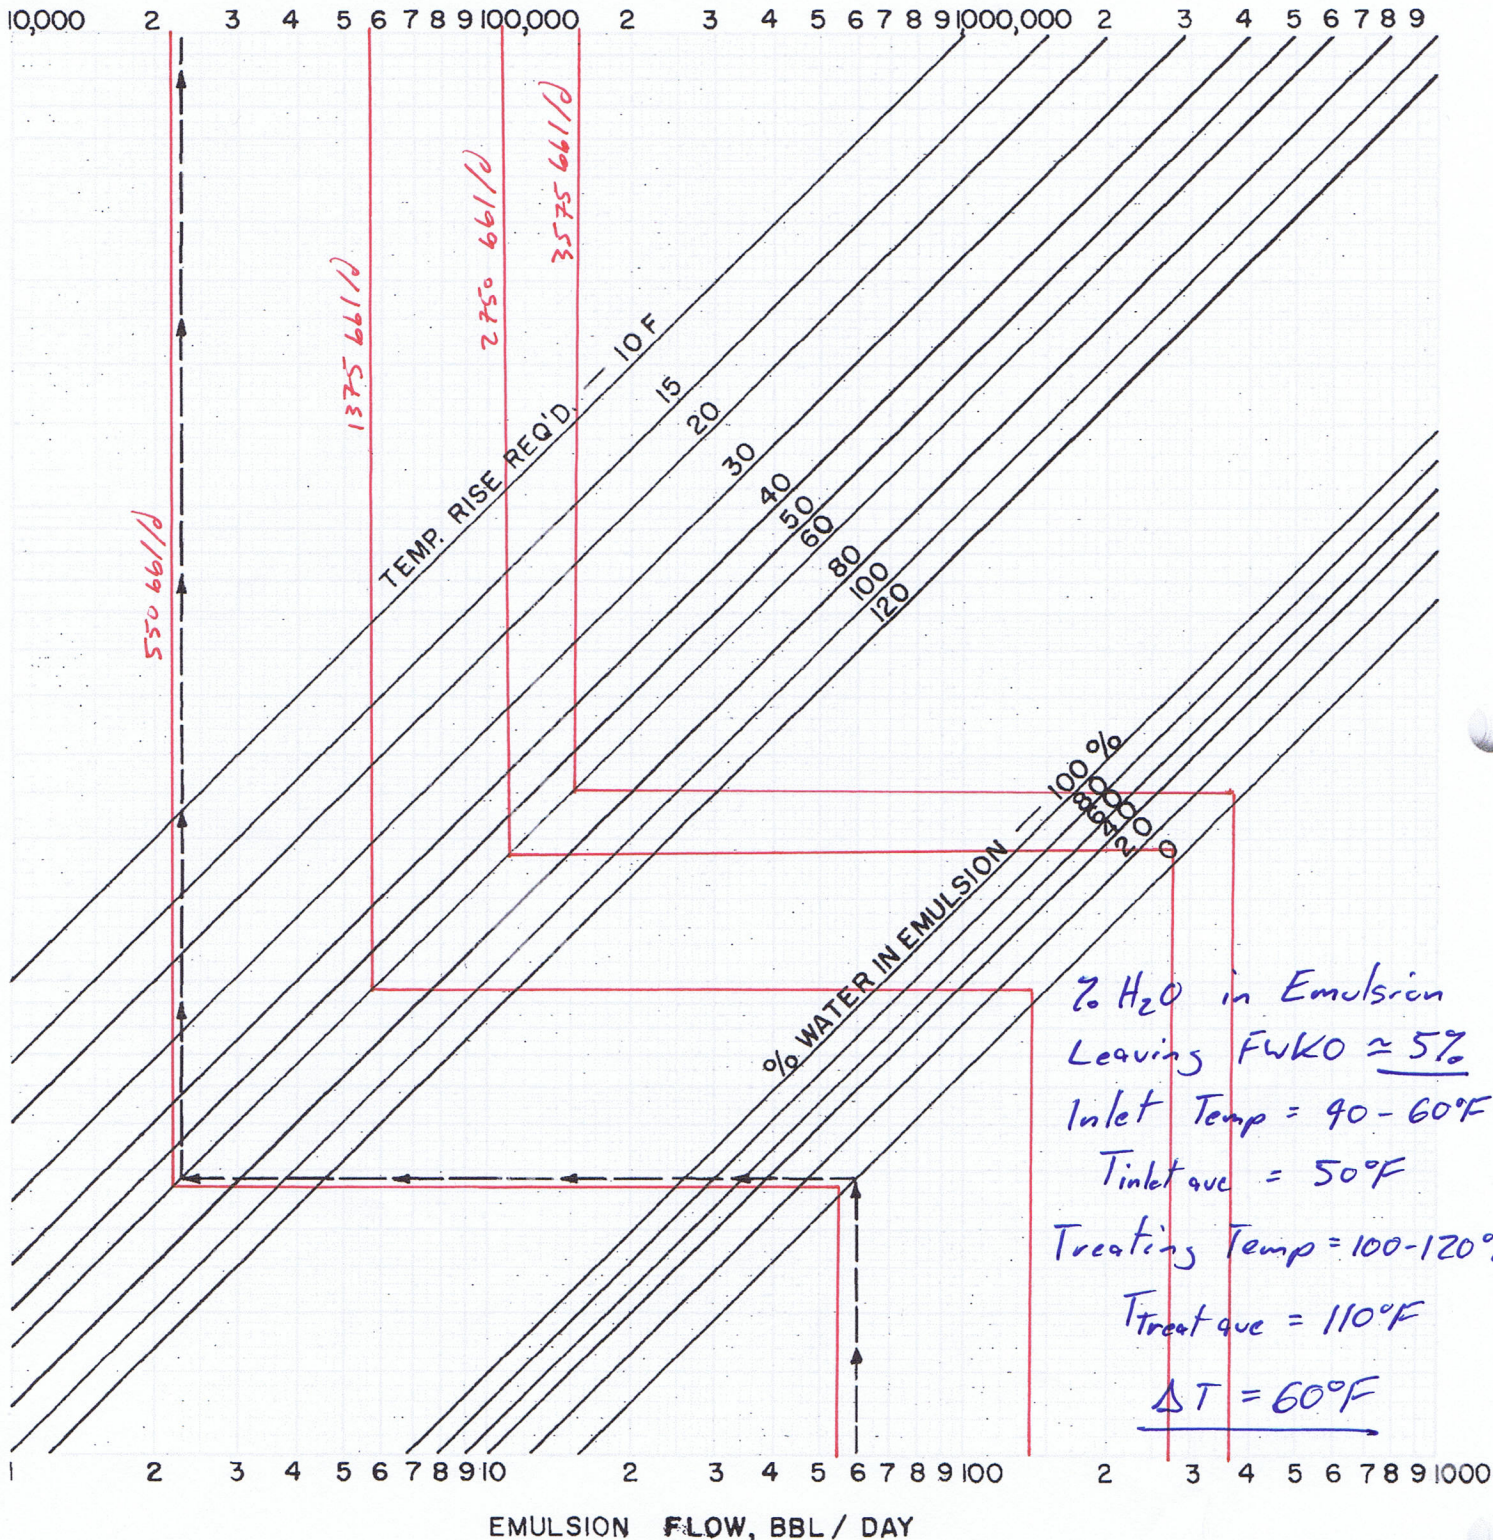 10,000 2 3 4 5 6 7 8 9 100,000 2 3 4 5 6 7 8 9 1000,000 2 3 4 5 6 7 8 9
550 bbl/d
1375 bbl/d
2750 bbl/d
3575 bbl/d
TEMP. RISE REQ'D. — 10 F
15
20
30
40
50
60
80
100
120
% WATER IN EMULSION — 100 %
80
60
40
20
0
% H₂O in Emulsion
Leaving FWKO ≃ 5%
Inlet Temp = 40-60°F
Tinlet ave = 50°F
Treating Temp = 100-120°
Ttreat ave = 110°F
ΔT = 60°F
1 2 3 4 5 6 7 8 9 10 2 3 4 5 6 7 8 9 100 2 3 4 5 6 7 8 9 1000
EMULSION FLOW, BBL / DAY